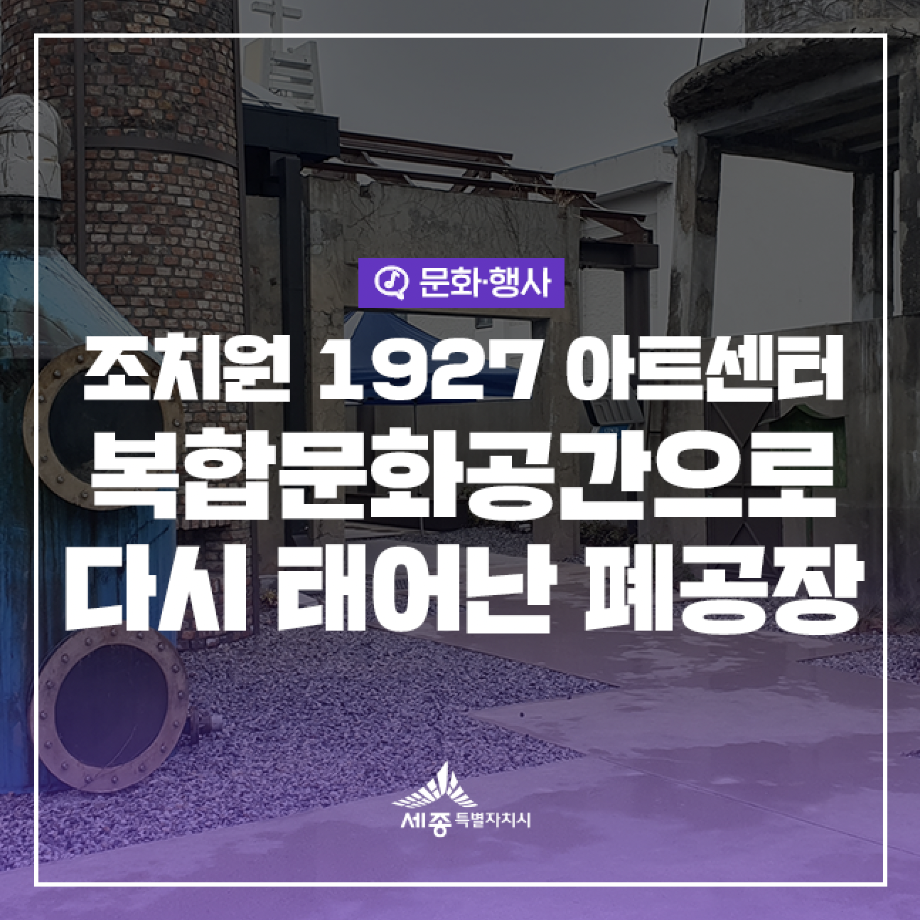 문화·행사
조치원 1927 아트센터
복합문화공간으로
다시 태어난 폐공장
세종특별자치시